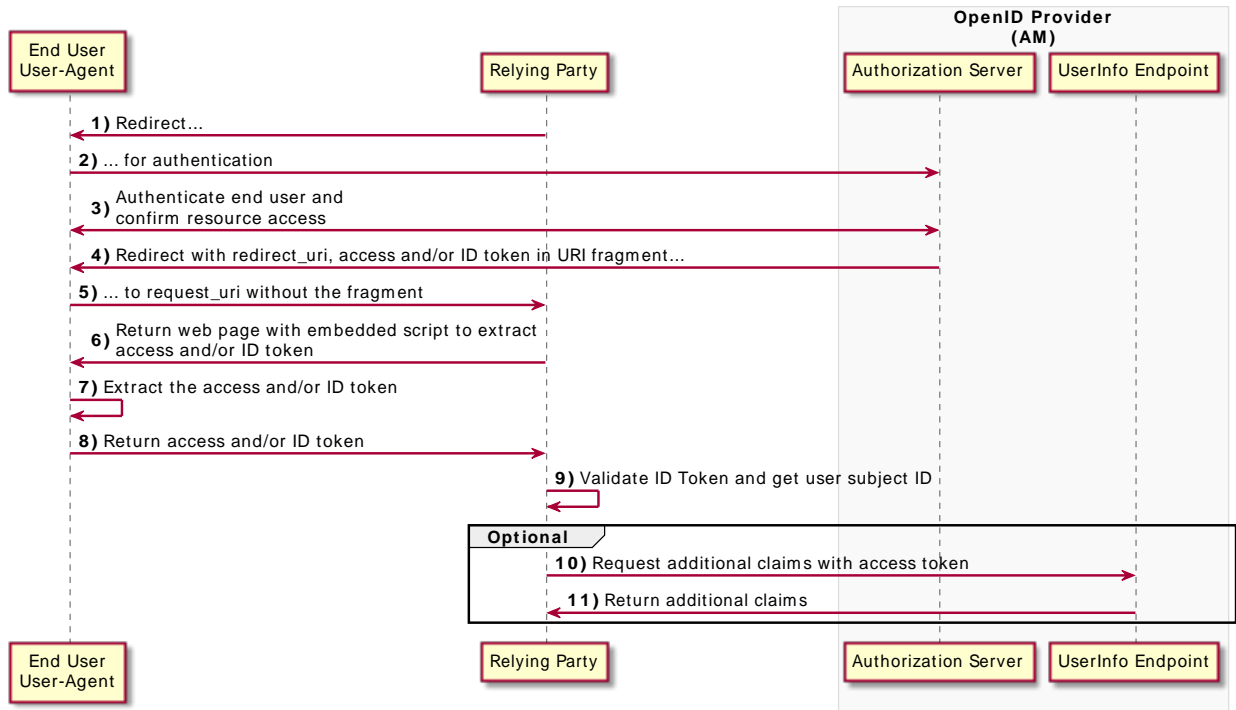 OpenID Provider
(AM)
End User
User-Agent
Relying Party
Authorization Server
UserInfo Endpoint
1) Redirect...
2) ... for authentication
3) Authenticate end user and
confirm resource access
4) Redirect with redirect_uri, access and/or ID token in URI fragment...
5) ... to request_uri without the fragment
6) Return web page with embedded script to extract
access and/or ID token
7) Extract the access and/or ID token
8) Return access and/or ID token
9) Validate ID Token and get user subject ID
Optional
10) Request additional claims with access token
11) Return additional claims
End User
User-Agent
Relying Party
Authorization Server
UserInfo Endpoint